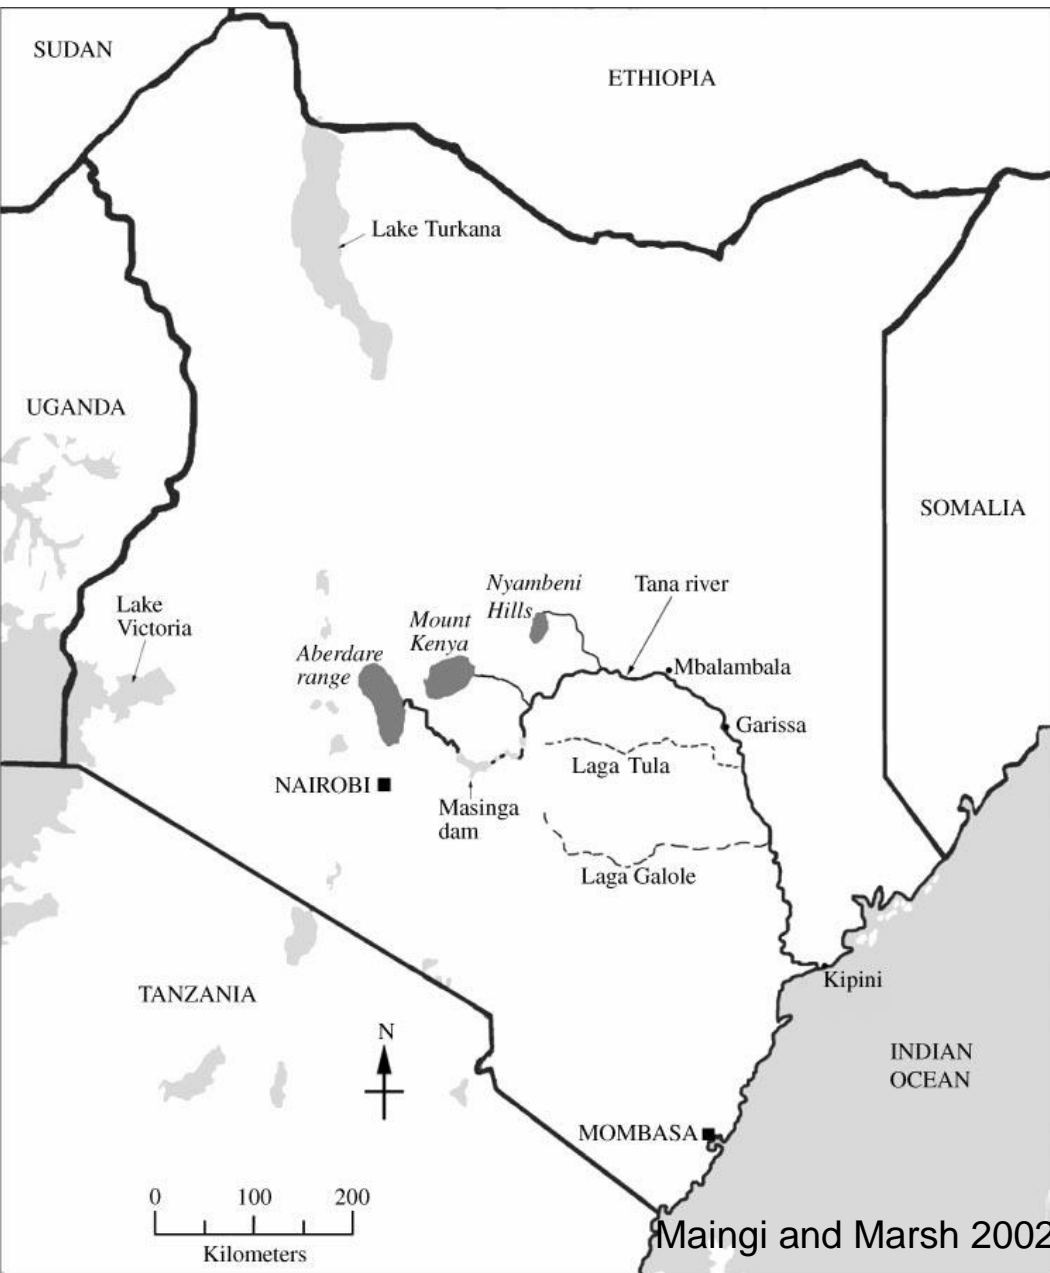 SUDAN
ETHIOPIA
Lake Turkana
UGANDA
SOMALIA
Nyambeni
Hills
Tana river
Lake
Victoria
Mount
Kenya
Aberdare
range
Mbalambala
Garissa
Laga Tula
NAIROBI
Masinga
dam
Laga Galole
Kipini
TANZANIA
N
INDIAN
OCEAN
MOMBASA
0 100 200
Kilometers
Maingi and Marsh 2002